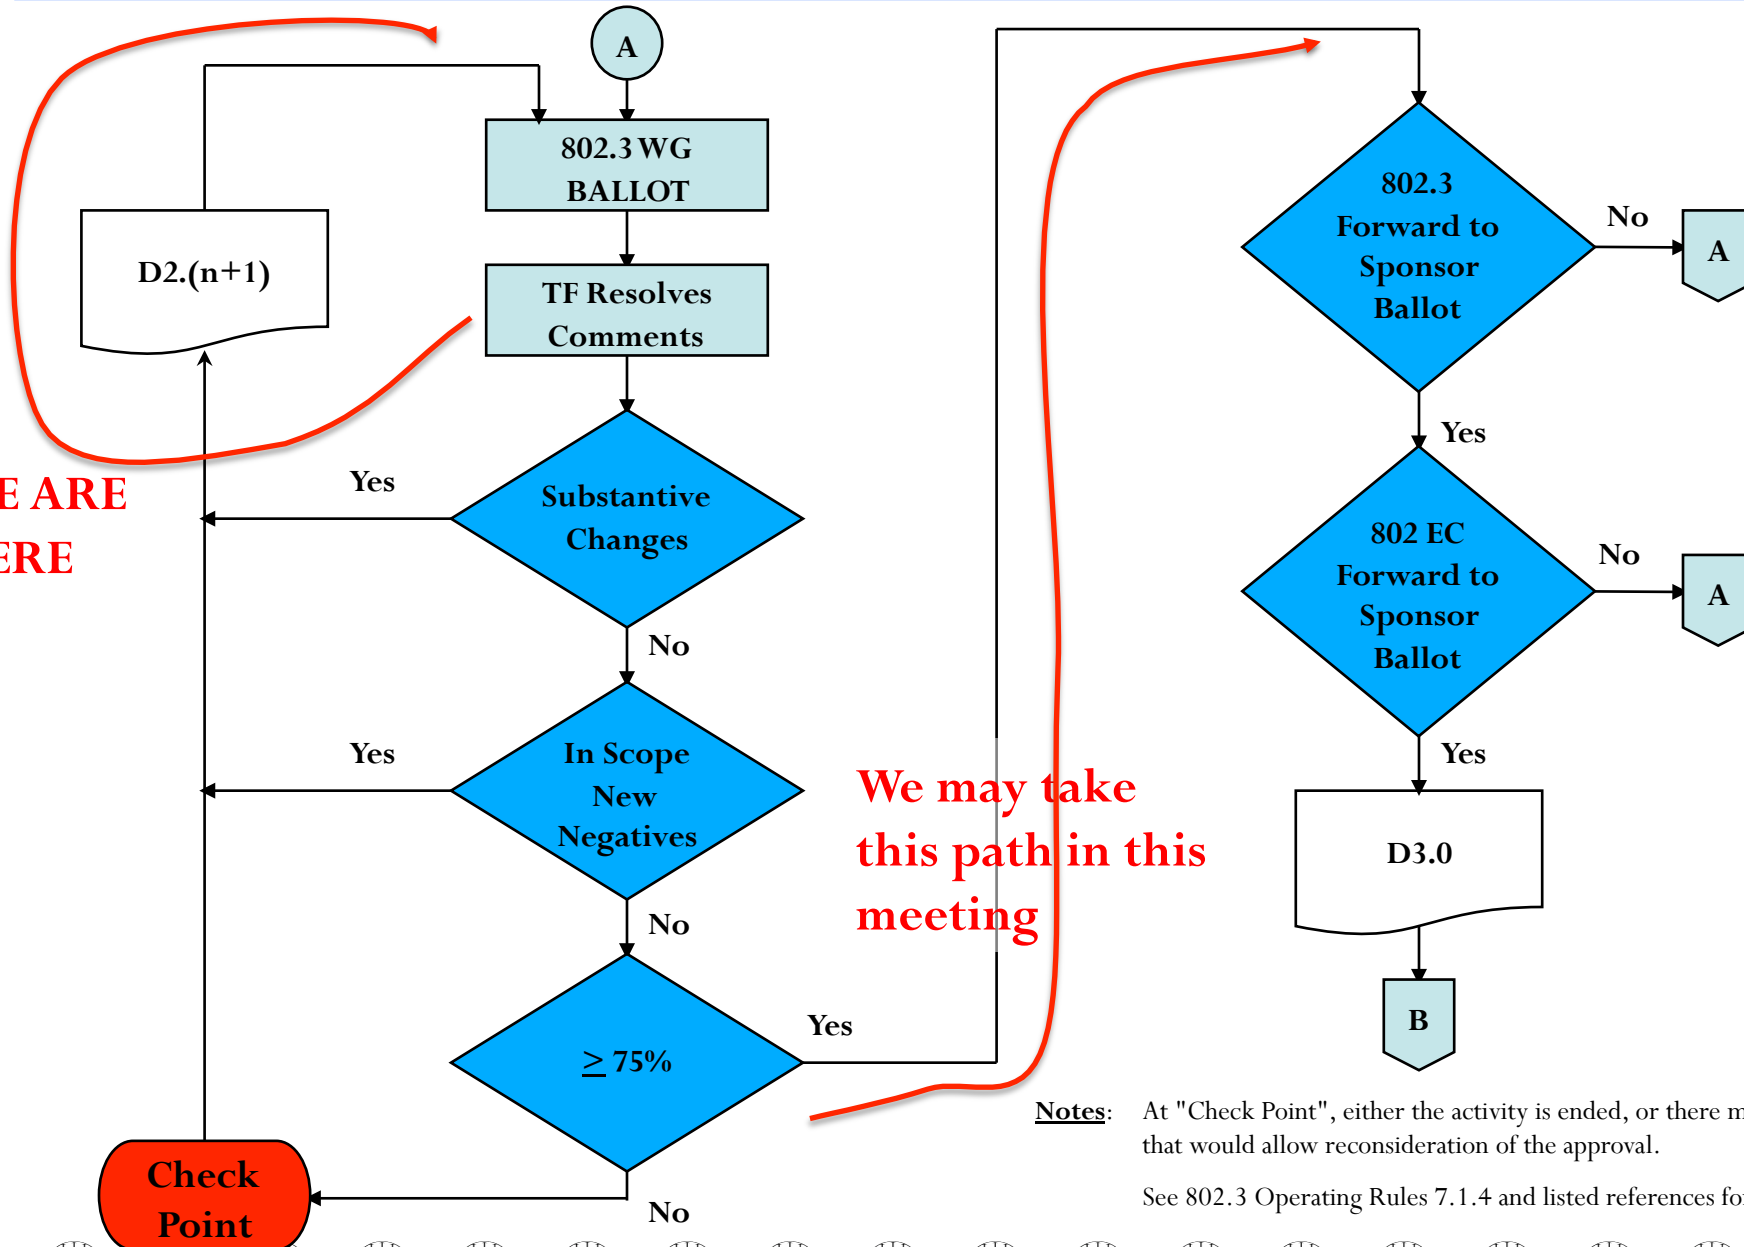 A
802.3 WG
BALLOT
D2.(n+1)
TF Resolves
Comments
E ARE
ERE
Yes
Substantive
Changes
No
Yes
In Scope
New
Negatives
No
≥ 75%
Yes
No
Check
Point
We may take
this path in this
meeting
802.3
Forward to
Sponsor
Ballot
No
A
Yes
802 EC
Forward to
Sponsor
Ballot
No
A
Yes
D3.0
B
Notes: At "Check Point", either the activity is ended, or there m
that would allow reconsideration of the approval.
See 802.3 Operating Rules 7.1.4 and listed references fo